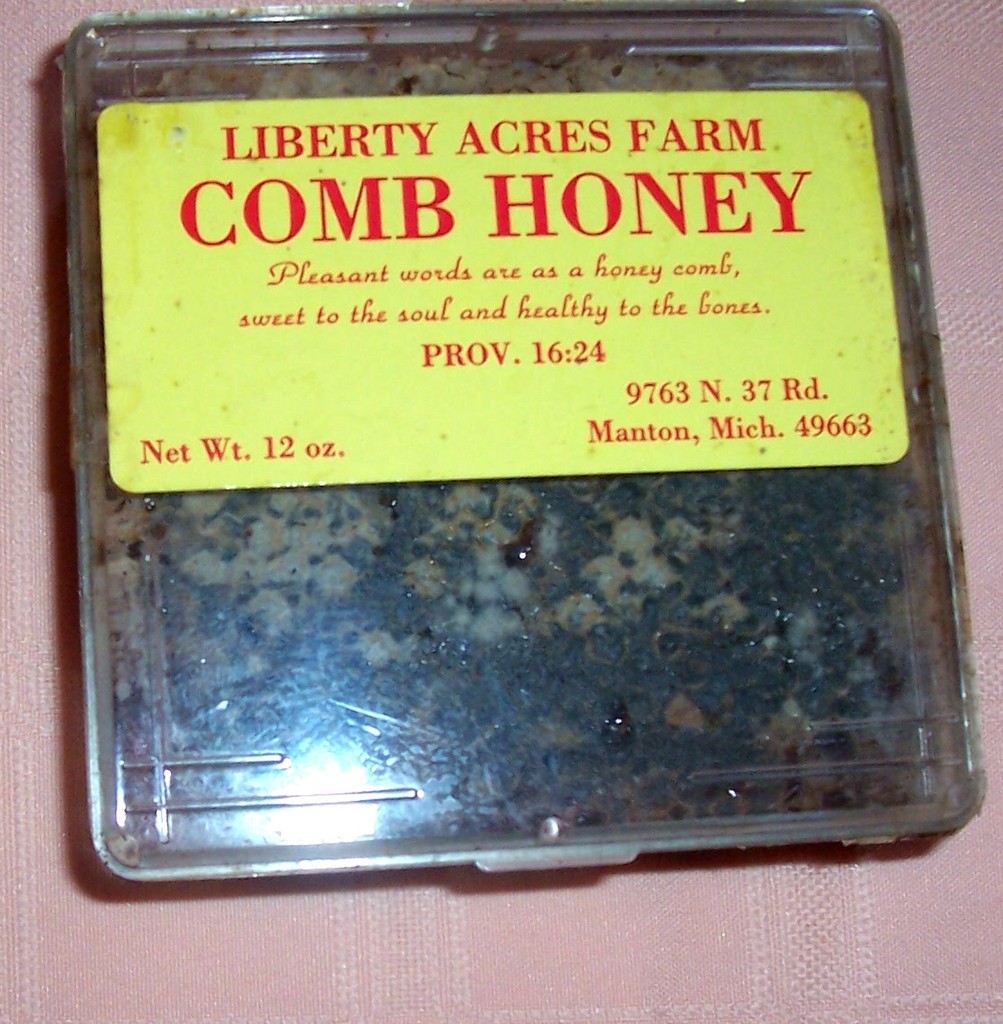 LIBERTY ACRES FARM
COMB HONEY
Pleasant words are as a honey comb,
sweet to the soul and healthy to the bones.
PROV. 16:24
9763 N. 37 Rd.
Manton, Mich. 49663
Net Wt. 12 oz.